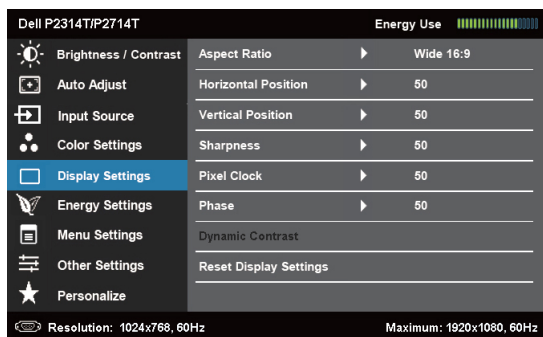 Dell P2314T/P2714T Energy Use
Brightness / Contrast Aspect Ratio Wide 16:9
Auto Adjust Horizontal Position 50
Input Source Vertical Position 50
Color Settings Sharpness 50
Display Settings Pixel Clock 50
Energy Settings Phase 50
Menu Settings Dynamic Contrast
Other Settings Reset Display Settings
Personalize
Resolution: 1024x768, 60Hz Maximum: 1920x1080, 60Hz